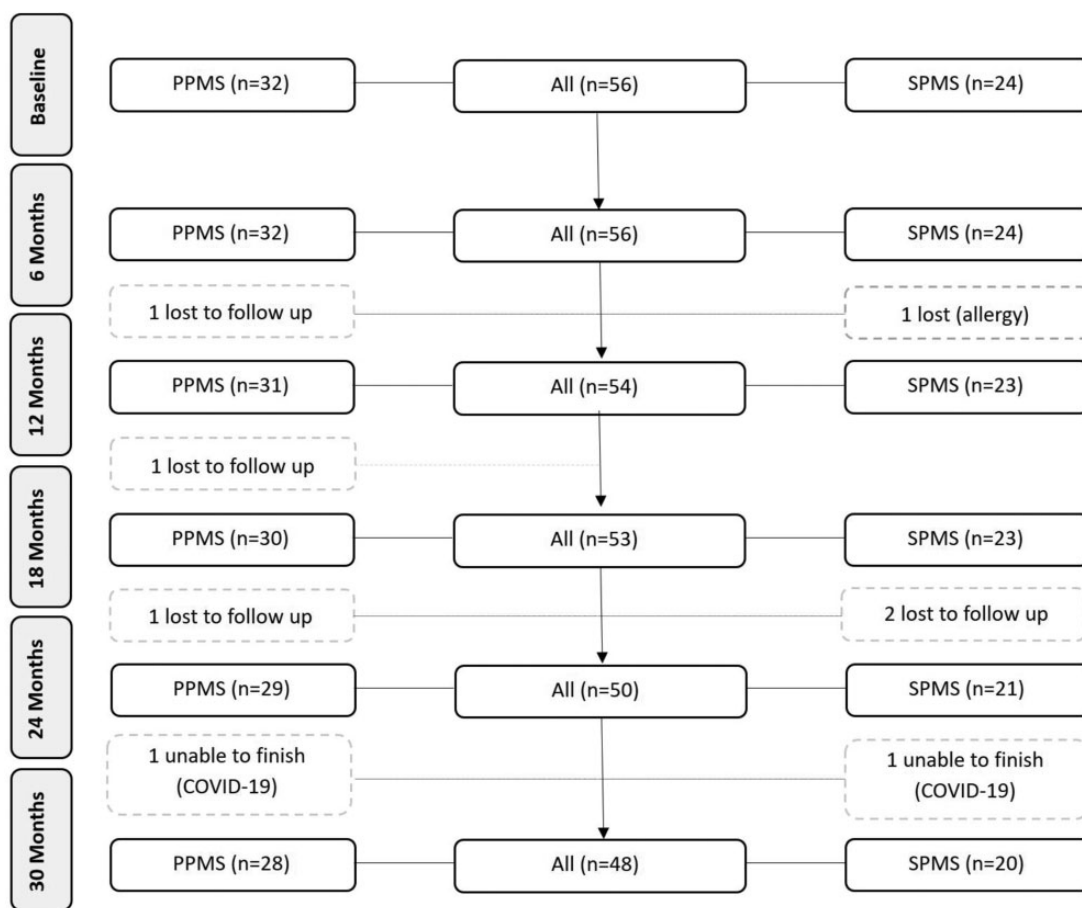 Baseline
PPMS (n=32)
All (n=56)
SPMS (n=24)
6 Months
PPMS (n=32)
All (n=56)
SPMS (n=24)
1 lost to follow up
1 lost (allergy)
12 Months
PPMS (n=31)
All (n=54)
SPMS (n=23)
1 lost to follow up
18 Months
PPMS (n=30)
All (n=53)
SPMS (n=23)
1 lost to follow up
2 lost to follow up
24 Months
PPMS (n=29)
All (n=50)
SPMS (n=21)
1 unable to finish
(COVID-19)
1 unable to finish
(COVID-19)
30 Months
PPMS (n=28)
All (n=48)
SPMS (n=20)